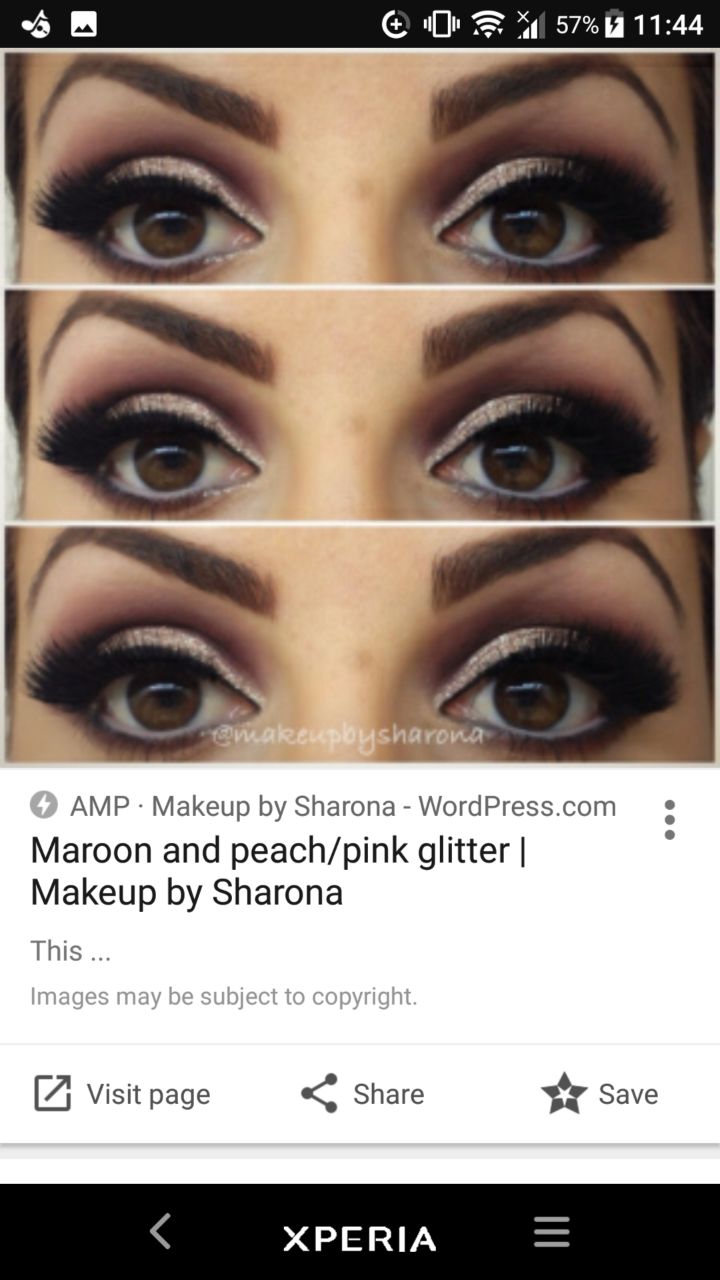 57% 11:44
@makeupbysharona
AMP · Makeup by Sharona - WordPress.com
Maroon and peach/pink glitter |
Makeup by Sharona
This ...
Images may be subject to copyright.
Visit page Share Save
XPERIA